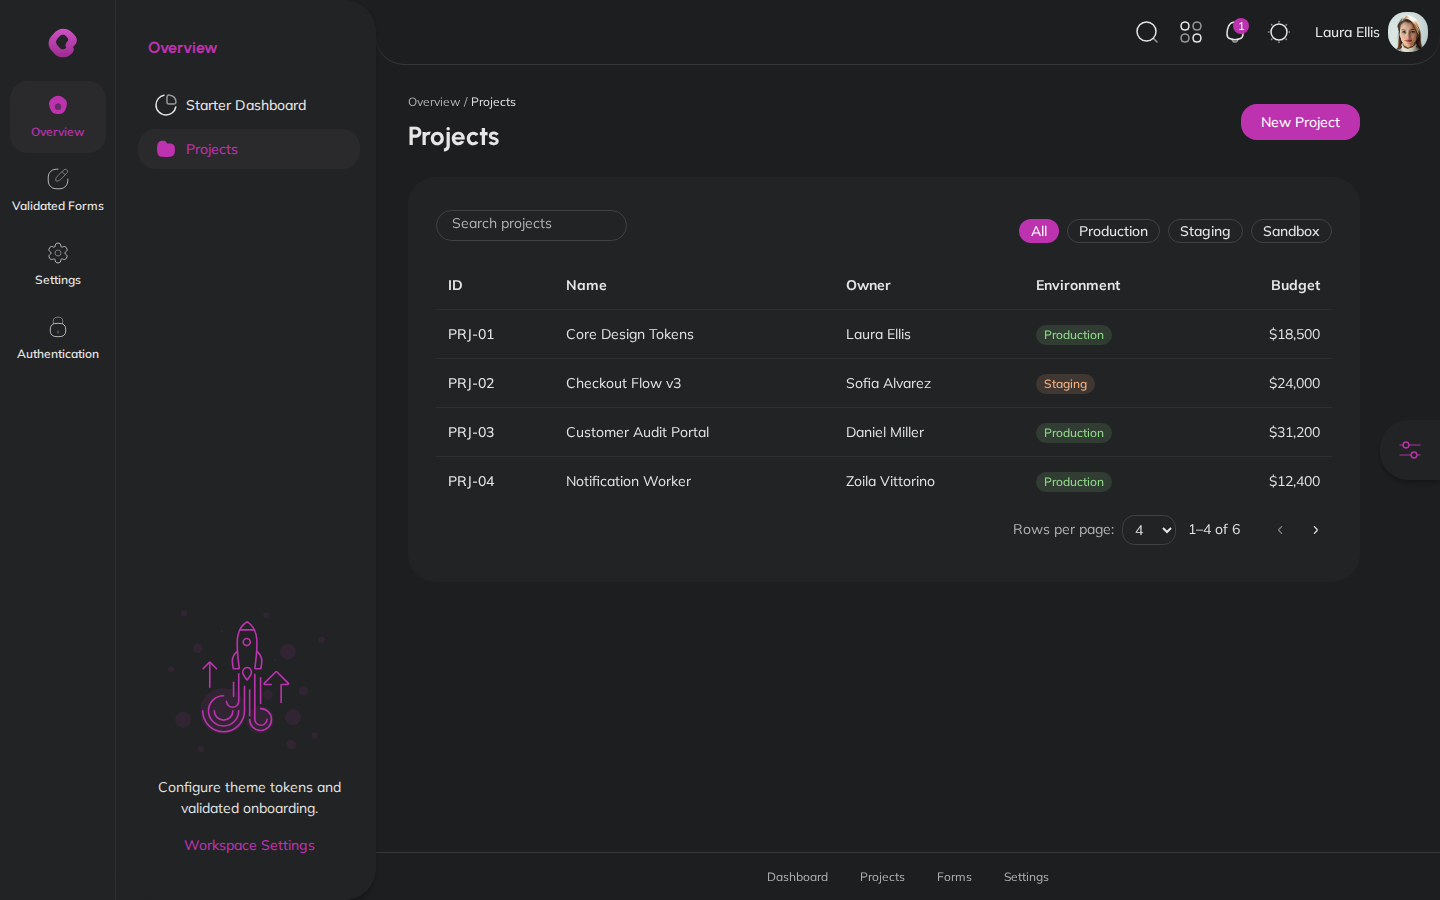 Overview
Validated Forms
Settings
Authentication
Overview
Starter Dashboard
Projects
Configure theme tokens and
validated onboarding.
Workspace Settings
1
Laura Ellis
Overview / Projects
Projects
New Project
Search projects
All Production Staging Sandbox
ID Name Owner Environment Budget
PRJ-01 Core Design Tokens Laura Ellis Production $18,500
PRJ-02 Checkout Flow v3 Sofia Alvarez Staging $24,000
PRJ-03 Customer Audit Portal Daniel Miller Production $31,200
PRJ-04 Notification Worker Zoila Vittorino Production $12,400
Rows per page: 4 1–4 of 6
Dashboard Projects Forms Settings